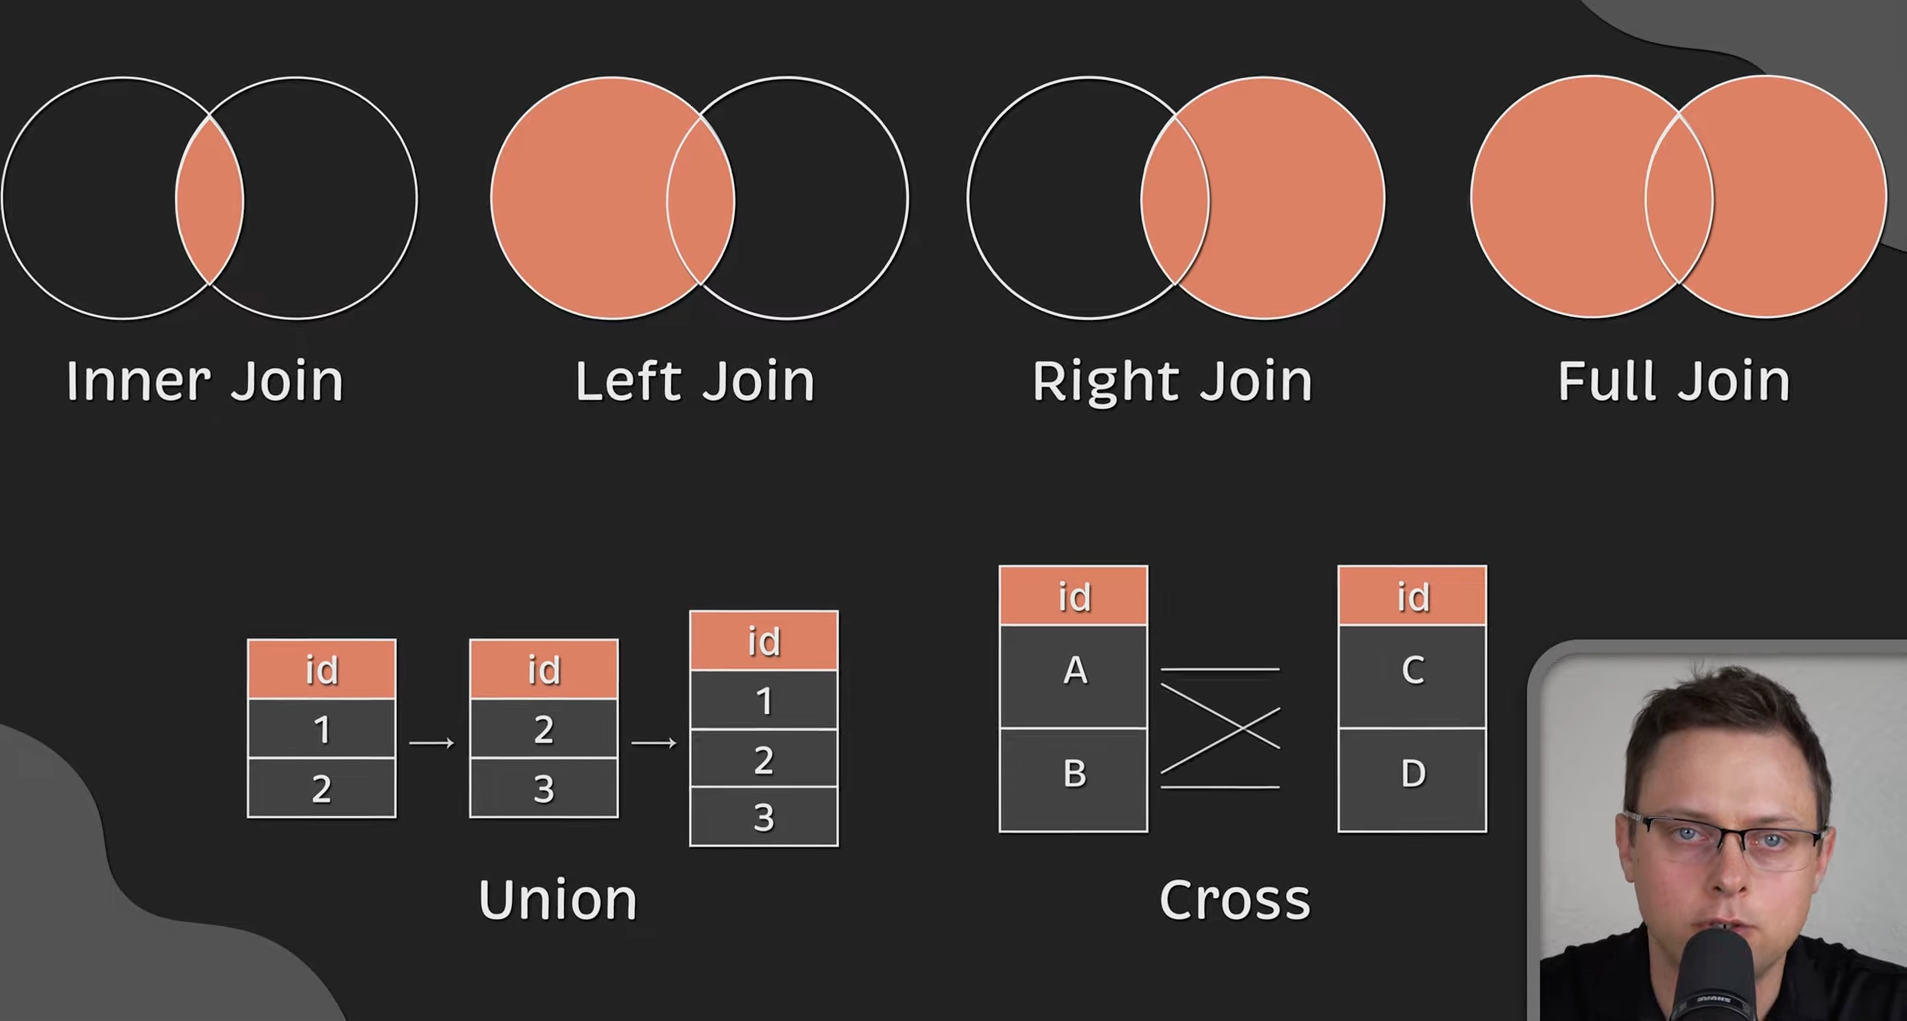 Inner Join
Left Join
Right Join
Full Join
id
1
2
id
2
3
id
1
2
3
Union
id
A
B
id
C
D
Cross
SHURE